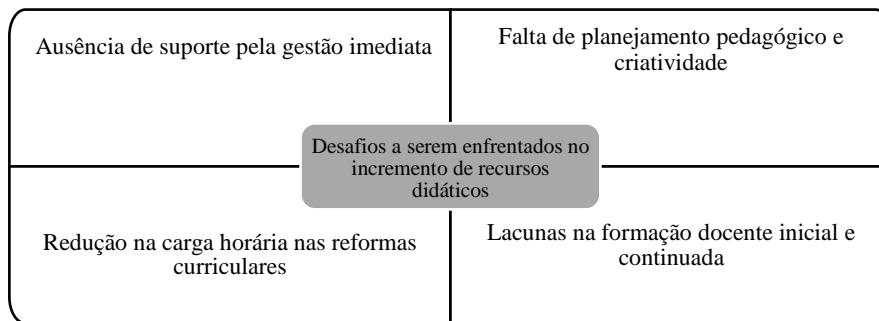 Ausência de suporte pela gestão imediata
Falta de planejamento pedagógico e
criatividade
Desafios a serem enfrentados no
incremento de recursos
didáticos
Redução na carga horária nas reformas
curriculares
Lacunas na formação docente inicial e
continuada